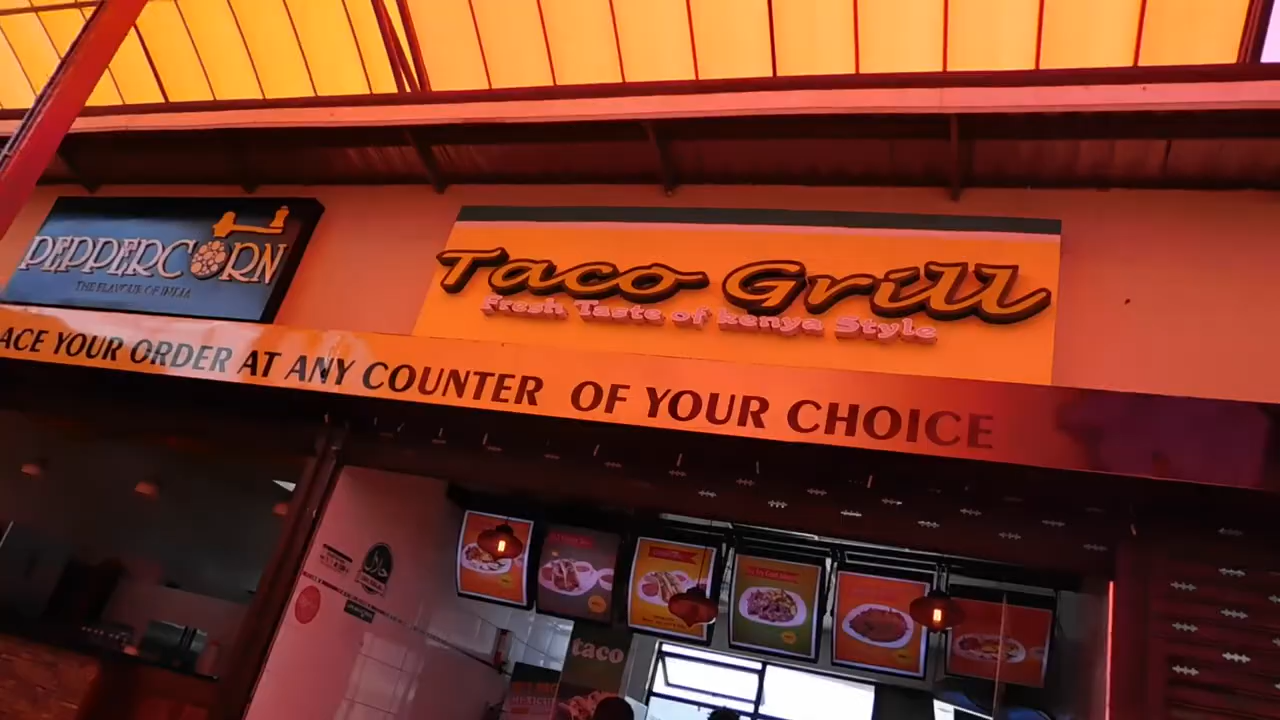 PEPPERCORN
THE FLAVOUR OF INDIA
Taco Grill
Fresh Taste of kenya Style
ACE YOUR ORDER AT ANY COUNTER OF YOUR CHOICE
taco